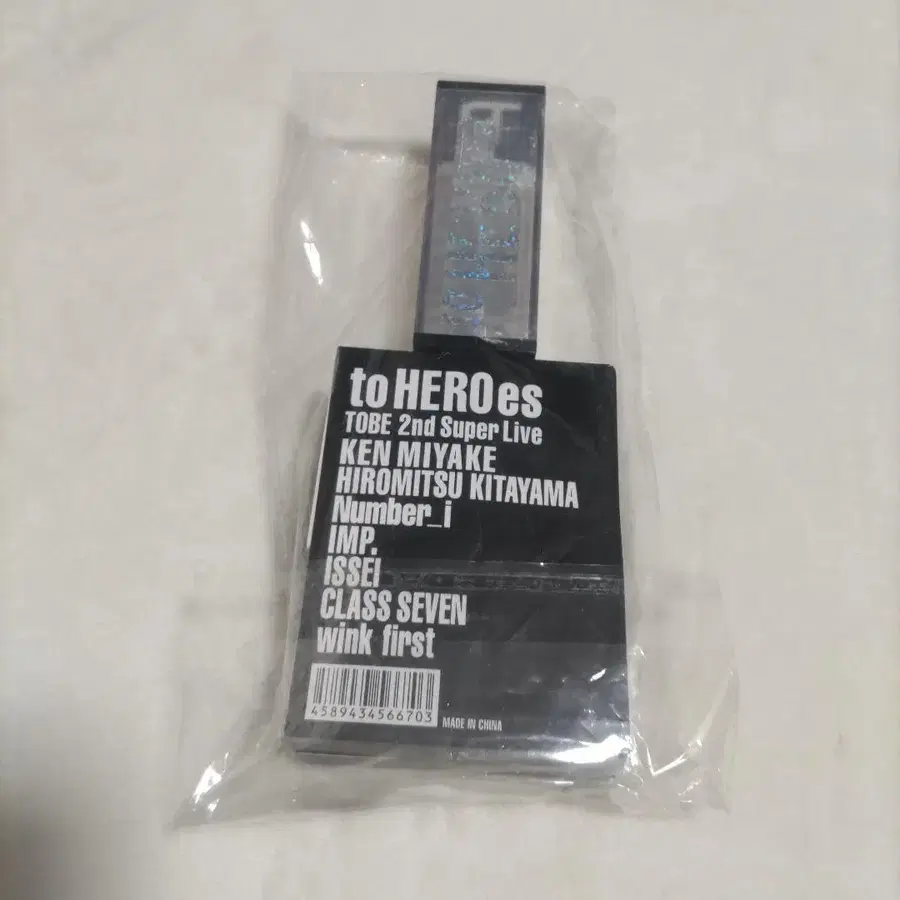 to HEROes
TOBE 2nd Super Live
KEN MIYAKE
HIROMITSU KITAYAMA
Number_i
IMP.
ISSEI
CLASS SEVEN
wink first
4589434566703
MADE IN CHINA